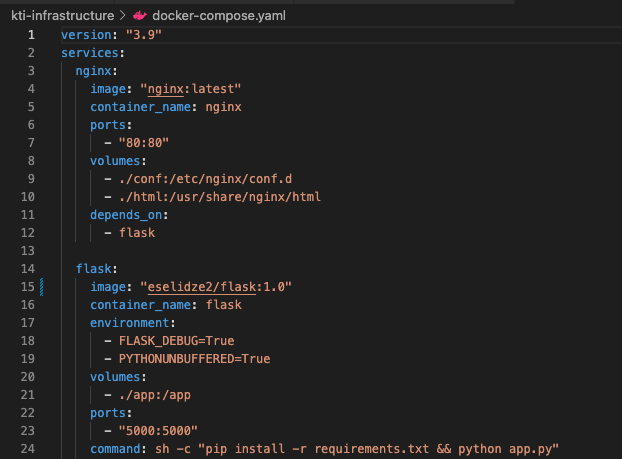 kti-infrastructure > docker-compose.yaml
1 version: "3.9"
2 services:
3 nginx:
4 image: "nginx:latest"
5 container_name: nginx
6 ports:
7 - "80:80"
8 volumes:
9 - ./conf:/etc/nginx/conf.d
10 - ./html:/usr/share/nginx/html
11 depends_on:
12 - flask
13
14 flask:
15 image: "eselidze2/flask:1.0"
16 container_name: flask
17 environment:
18 - FLASK_DEBUG=True
19 - PYTHONUNBUFFERED=True
20 volumes:
21 - ./app:/app
22 ports:
23 - "5000:5000"
24 command: sh -c "pip install -r requirements.txt && python app.py"